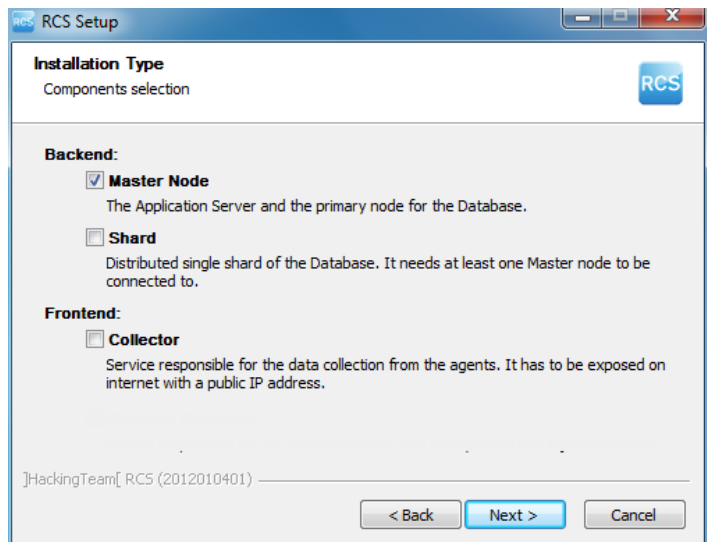 RCS RCS Setup
Installation Type
Components selection
RCS
Backend:
Master Node
The Application Server and the primary node for the Database.
Shard
Distributed single shard of the Database. It needs at least one Master node to be
connected to.
Frontend:
Collector
Service responsible for the data collection from the agents. It has to be exposed on
internet with a public IP address.
]HackingTeam[ RCS (2012010401)
< Back Next > Cancel